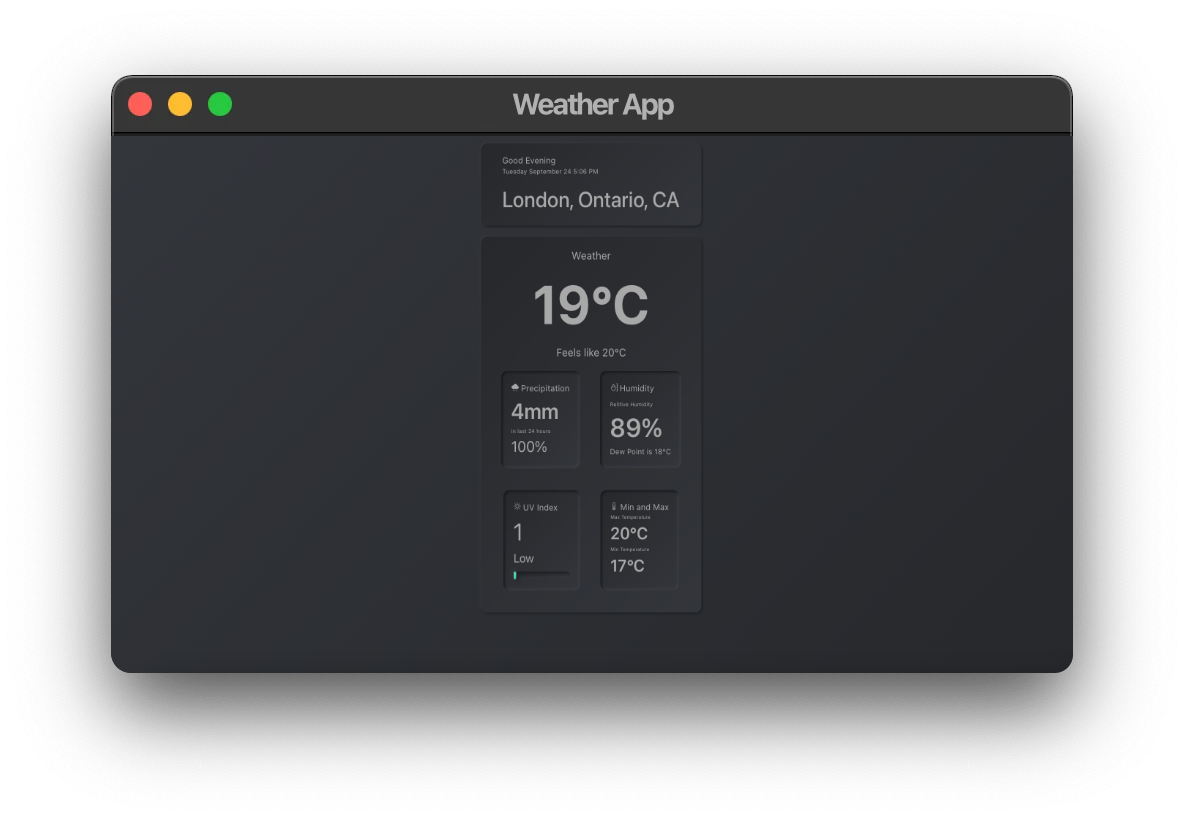 Weather App
Good Evening
Tuesday September 24 5:06 PM
London, Ontario, CA
Weather
19°C
Feels like 20°C
Precipitation
4mm
in last 24 hours
100%
Humidity
Relitive Humidity
89%
Dew Point is 18°C
UV Index
1
Low
Min and Max
Max Temperature
20°C
Min Temperature
17°C